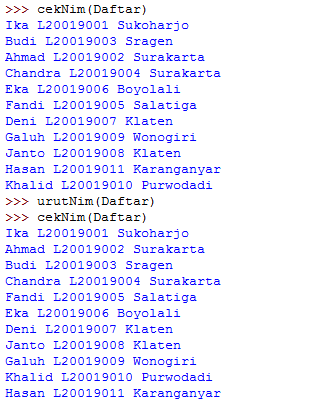 >>> cekNim(Daftar)
Ika L20019001 Sukoharjo
Budi L20019003 Sragen
Ahmad L20019002 Surakarta
Chandra L20019004 Surakarta
Eka L20019006 Boyolali
Fandi L20019005 Salatiga
Deni L20019007 Klaten
Galuh L20019009 Wonogiri
Janto L20019008 Klaten
Hasan L20019011 Karanganyar
Khalid L20019010 Purwodadi
>>> urutNim(Daftar)
>>> cekNim(Daftar)
Ika L20019001 Sukoharjo
Ahmad L20019002 Surakarta
Budi L20019003 Sragen
Chandra L20019004 Surakarta
Fandi L20019005 Salatiga
Eka L20019006 Boyolali
Deni L20019007 Klaten
Janto L20019008 Klaten
Galuh L20019009 Wonogiri
Khalid L20019010 Purwodadi
Hasan L20019011 Karanganyar